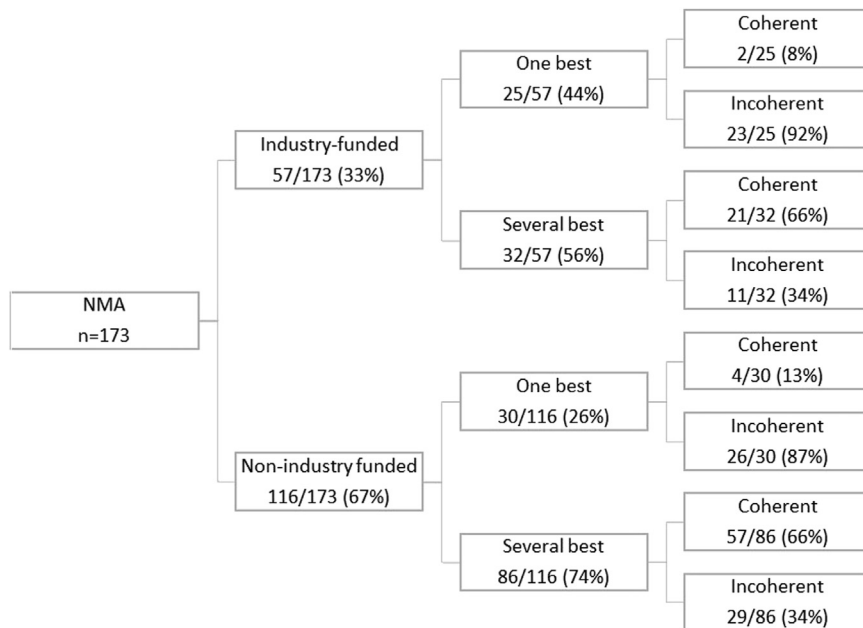 NMA
n=173
Industry-funded
57/173 (33%)
One best
25/57 (44%)
Coherent
2/25 (8%)
Incoherent
23/25 (92%)
Several best
32/57 (56%)
Coherent
21/32 (66%)
Incoherent
11/32 (34%)
Non-industry funded
116/173 (67%)
One best
30/116 (26%)
Coherent
4/30 (13%)
Incoherent
26/30 (87%)
Several best
86/116 (74%)
Coherent
57/86 (66%)
Incoherent
29/86 (34%)